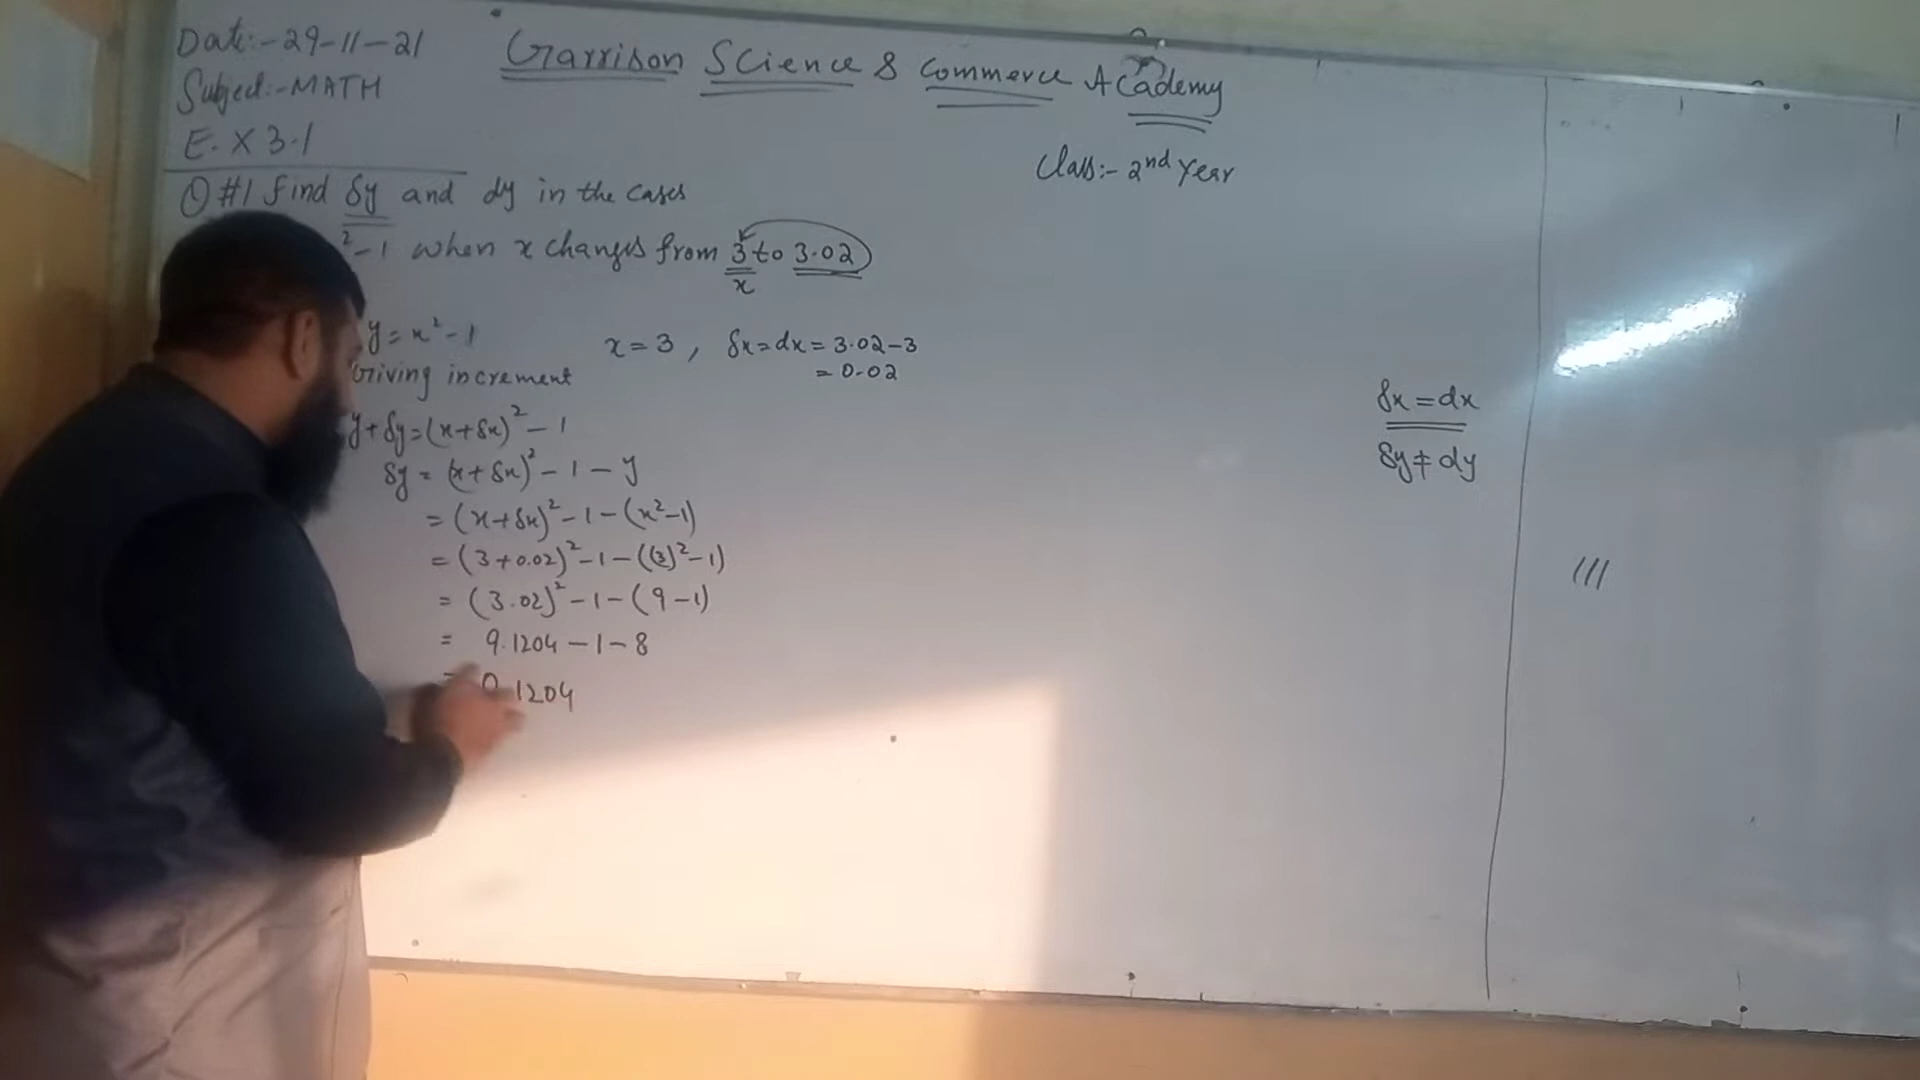 Date:-29-11-21
Garrison Science & Commerce Academy
Subject:-MATH
E.X 3.1
Class:- 2nd Year
Q#1 Find δy and dy in the cases
²-1 when x changes from 3 to 3.02
x
y = x² - 1
x = 3 , δx = dx = 3.02-3
= 0.02
Giving increment
y + δy = (x+δx)² - 1
δy = (x+δx)² - 1 - y
= (x+δx)² - 1 - (x²-1)
= (3+0.02)² - 1 - ((3)²-1)
= (3.02)² - 1 - (9-1)
= 9.1204 - 1 - 8
= 0.1204
δx = dx
δy ≠ dy
///